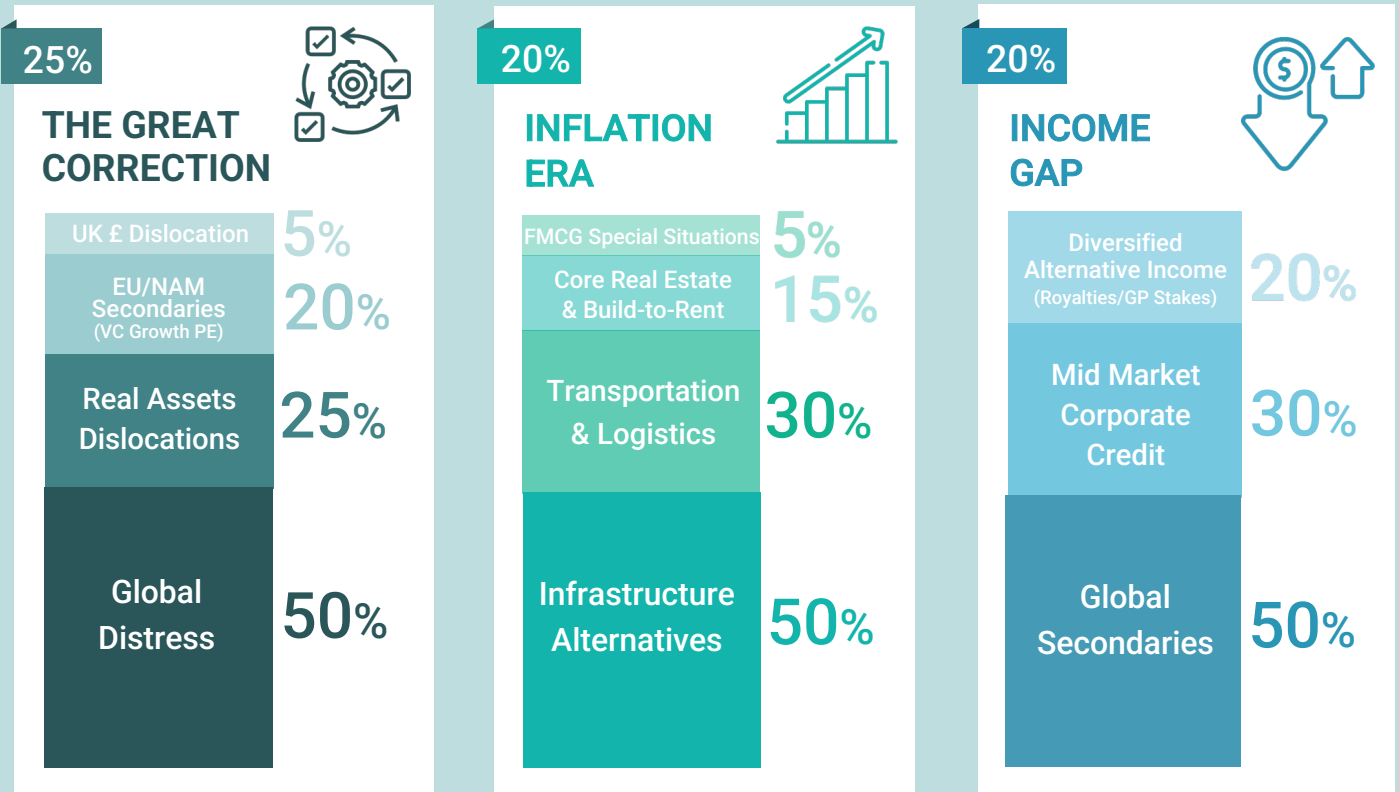 25%
THE GREAT
CORRECTION
UK £ Dislocation
5%
EU/NAM
Secondaries
(VC Growth PE)
20%
Real Assets
Dislocations
25%
Global
Distress
50%
20%
INFLATION
ERA
FMCG Special Situations
5%
Core Real Estate
& Build-to-Rent
15%
Transportation
& Logistics
30%
Infrastructure
Alternatives
50%
20%
$
INCOME
GAP
Diversified
Alternative Income
(Royalties/GP Stakes)
20%
Mid Market
Corporate
Credit
30%
Global
Secondaries
50%